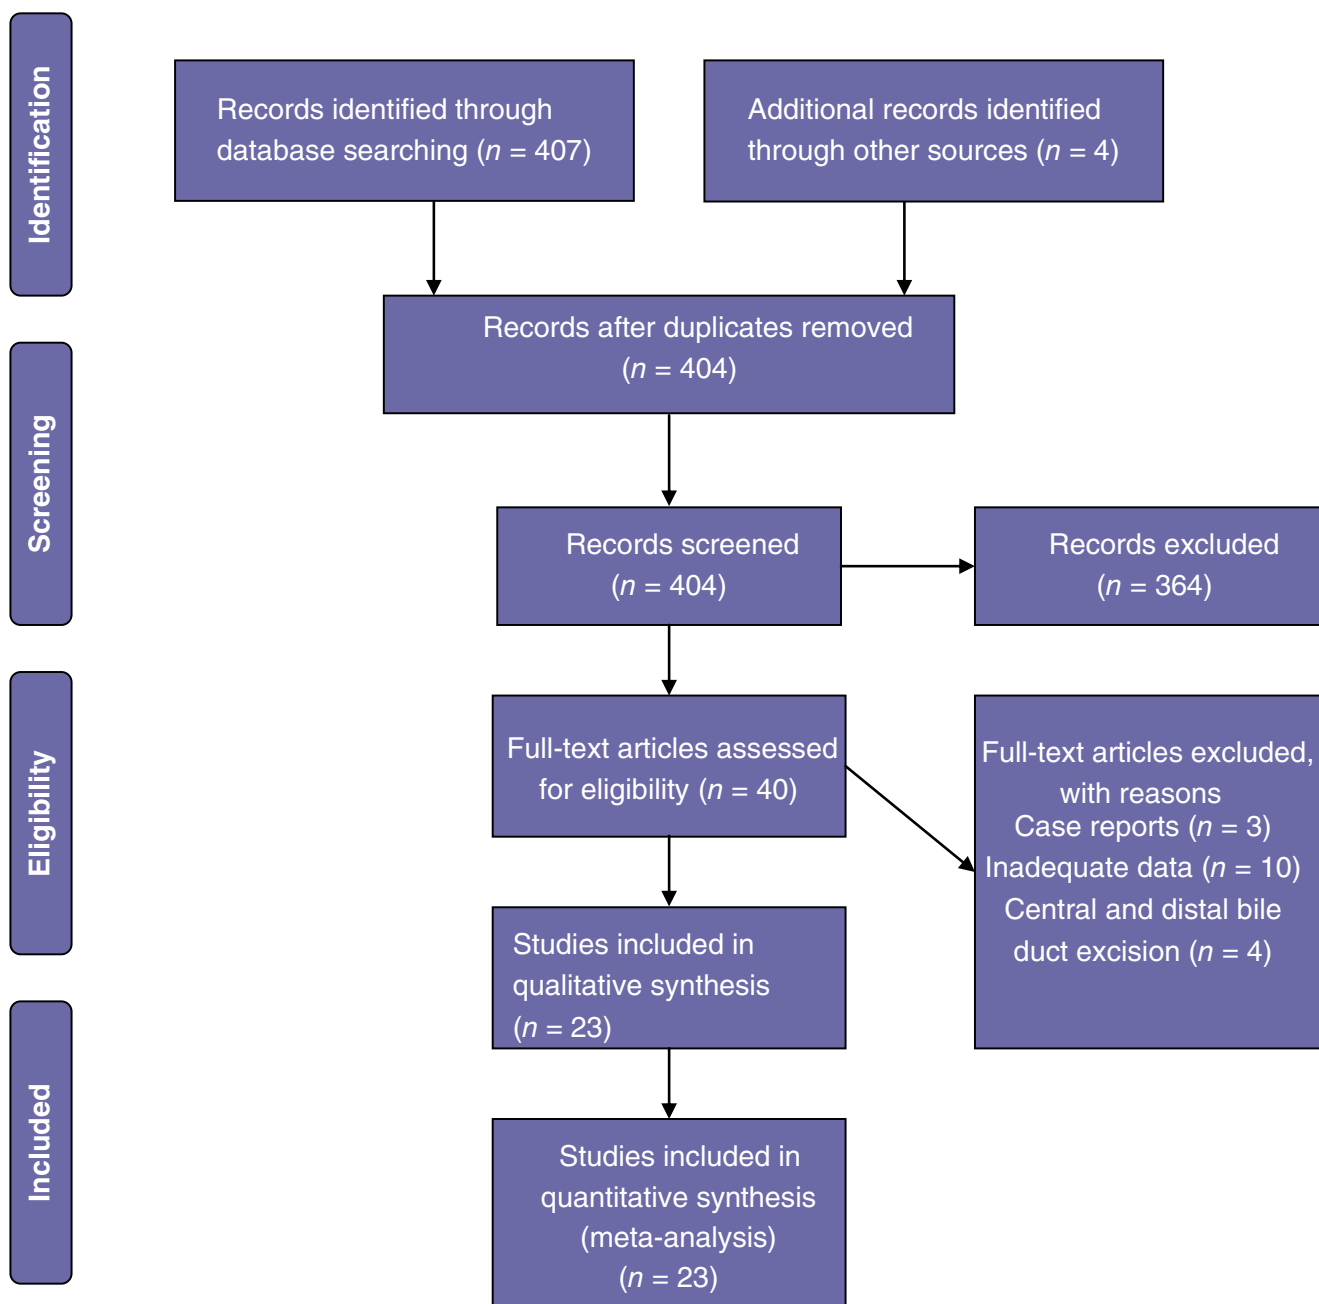 Identification
Records identified through
database searching (n = 407)
Additional records identified
through other sources (n = 4)
Records after duplicates removed
(n = 404)
Screening
Records screened
(n = 404)
Records excluded
(n = 364)
Eligibility
Full-text articles assessed
for eligibility (n = 40)
Full-text articles excluded,
with reasons
Case reports (n = 3)
Inadequate data (n = 10)
Central and distal bile
duct excision (n = 4)
Studies included in
qualitative synthesis
(n = 23)
Included
Studies included in
quantitative synthesis
(meta-analysis)
(n = 23)